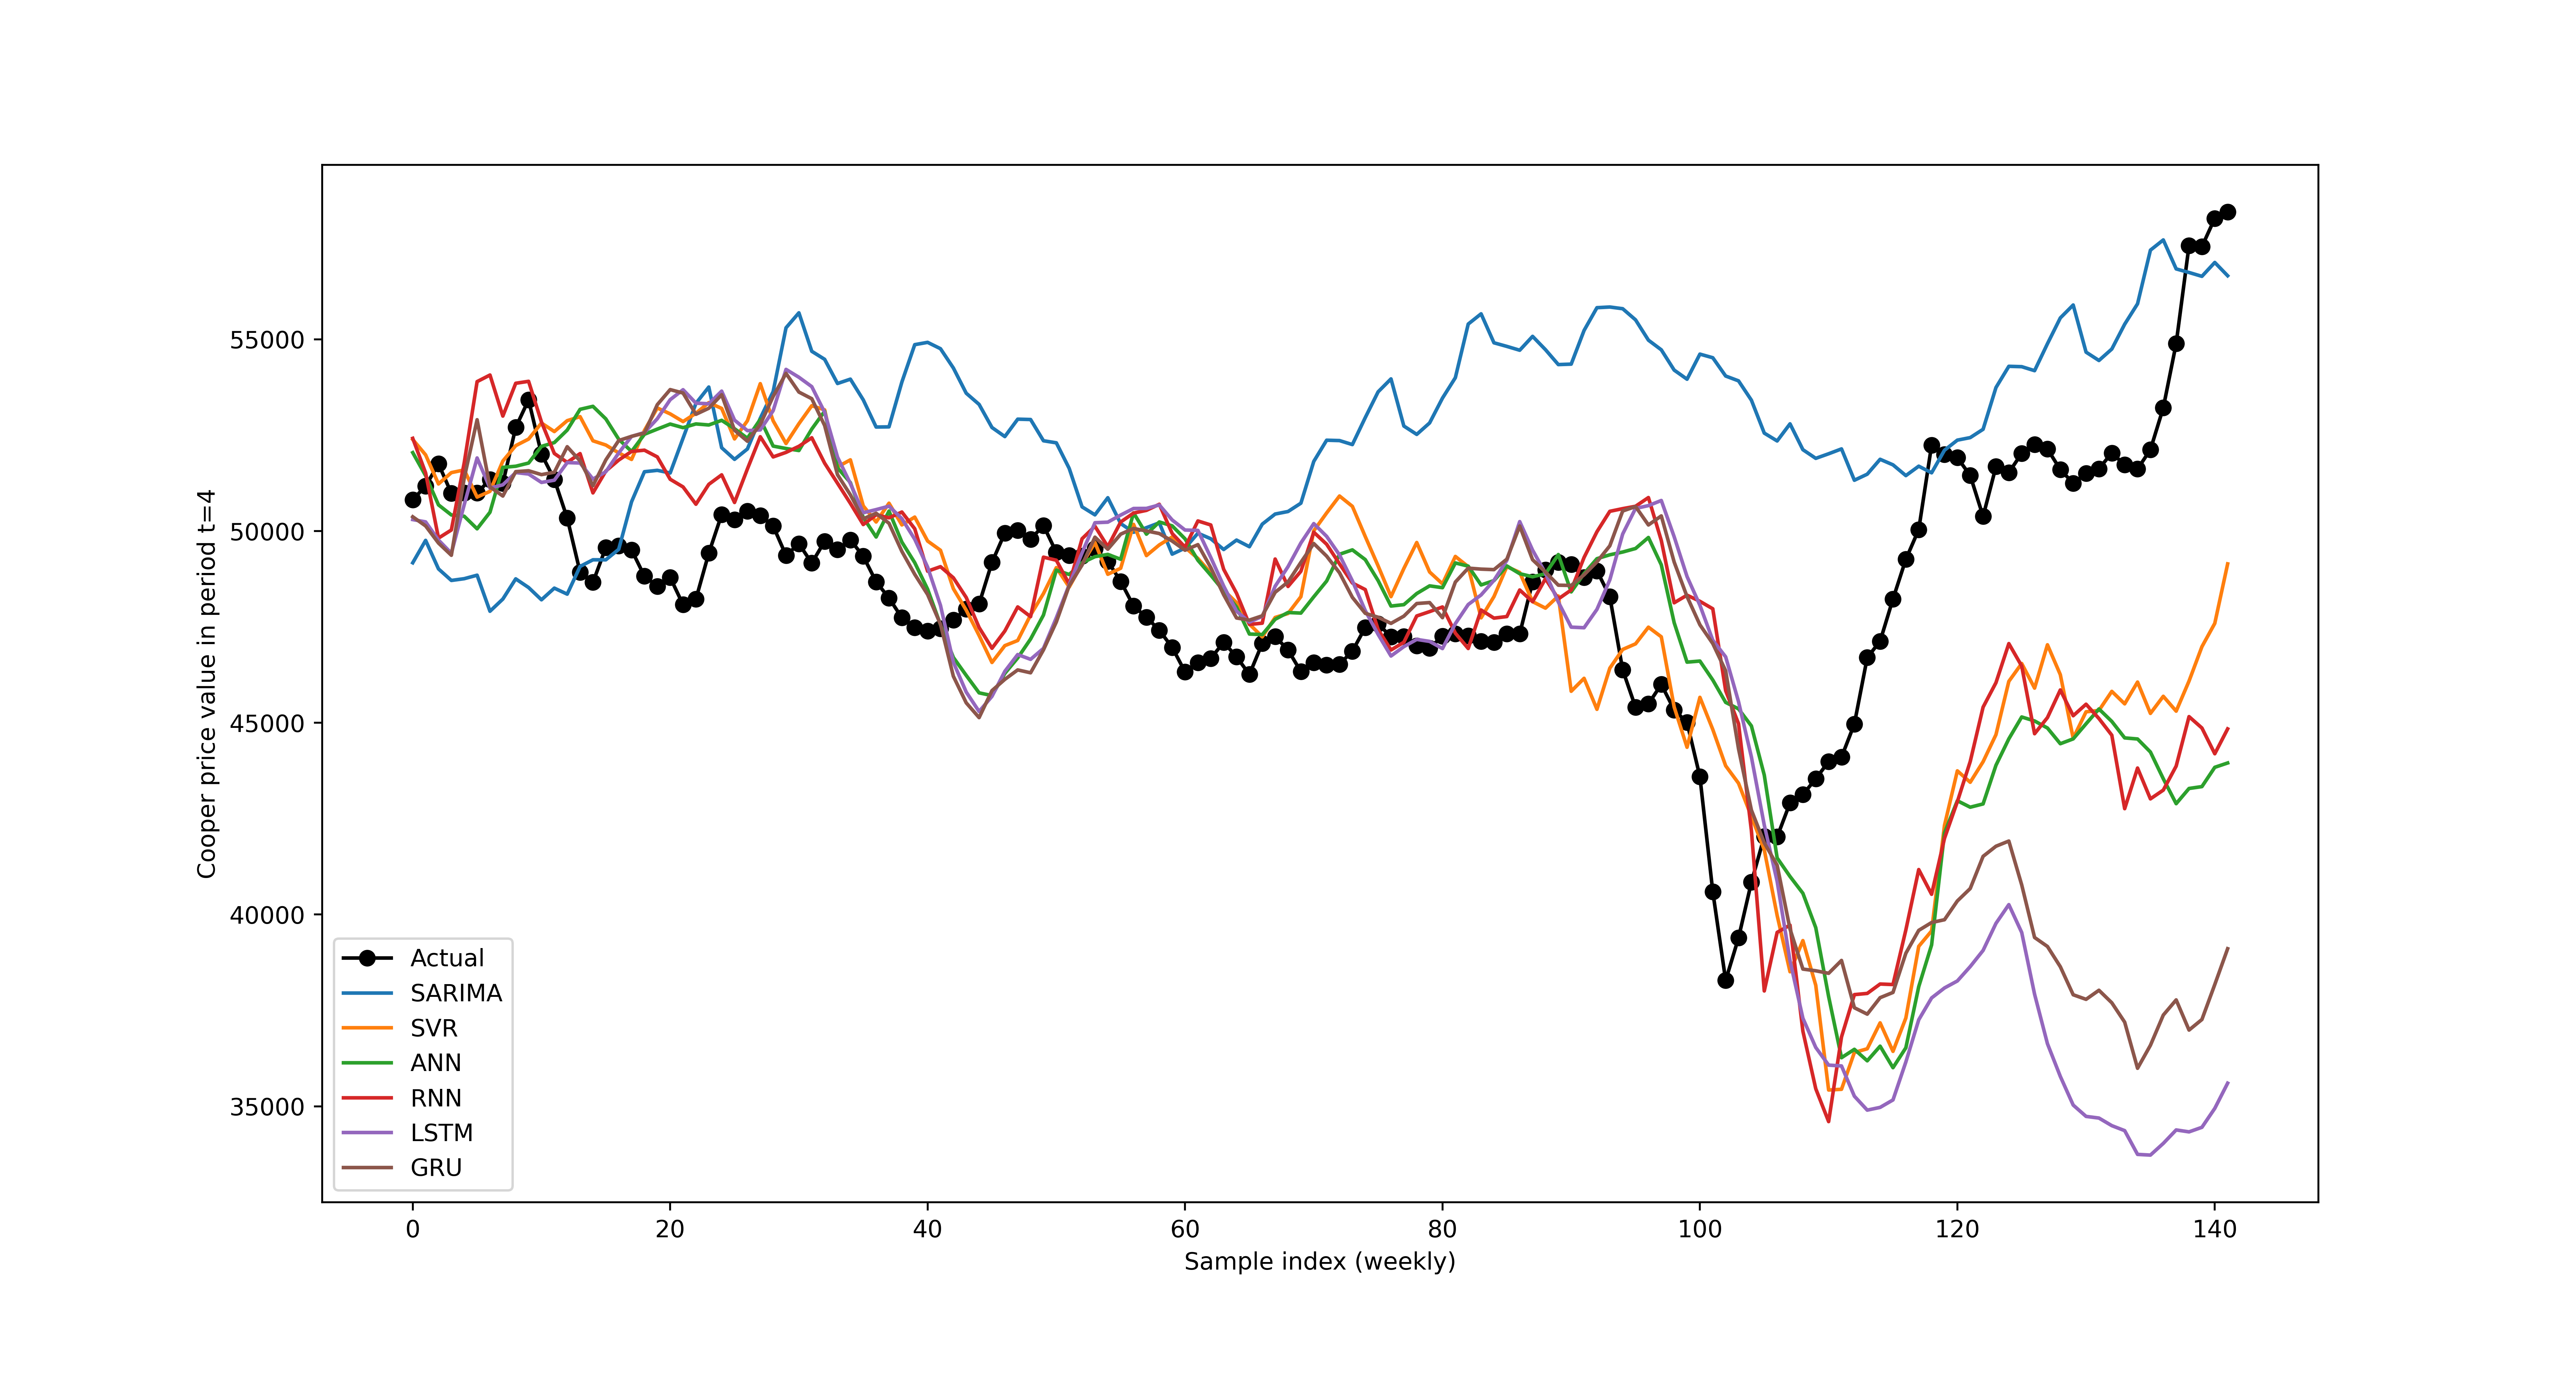 Cooper price value in period t=4
55000
50000
45000
40000
35000
Actual
SARIMA
SVR
ANN
RNN
LSTM
GRU
0 20 40 60 80 100 120 140
Sample index (weekly)